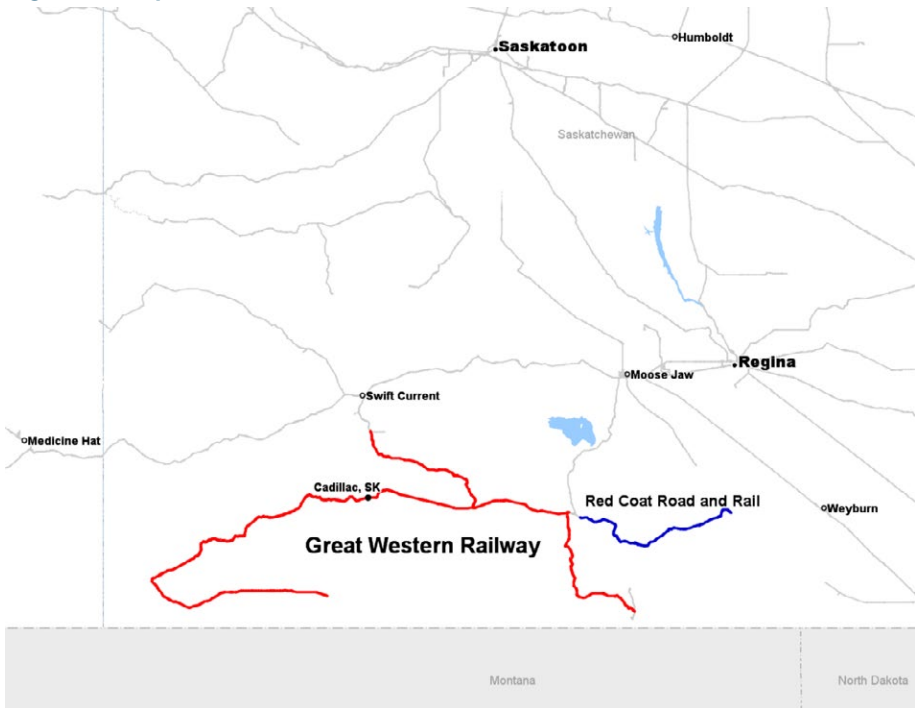 Humboldt
Saskatoon
Saskatchewan
Regina
Moose Jaw
Swift Current
Medicine Hat
Cadillac, SK
Red Coat Road and Rail
Weyburn
Great Western Railway
Montana
North Dakota